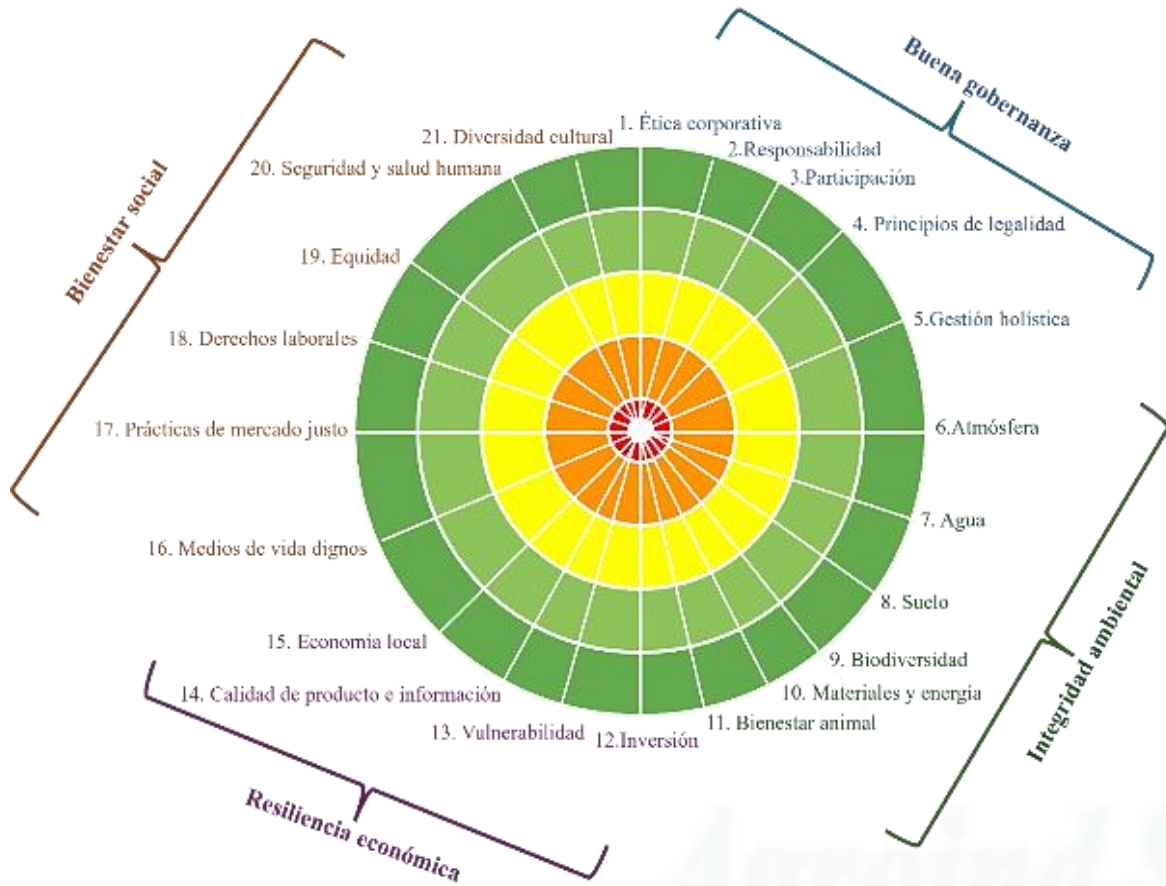 Buena gobernanza
1. Ética corporativa
2.Responsabilidad
3.Participación
4. Principios de legalidad
5.Gestión holística
Integridad ambiental
6.Atmósfera
7. Agua
8. Suelo
9. Biodiversidad
10. Materiales y energía
11. Bienestar animal
Resiliencia económica
12.Inversión
13. Vulnerabilidad
14. Calidad de producto e información
15. Economía local
Bienestar social
16. Medios de vida dignos
17. Prácticas de mercado justo
18. Derechos laborales
19. Equidad
20. Seguridad y salud humana
21. Diversidad cultural